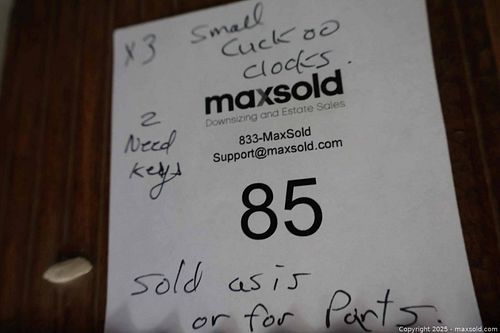 x3 small
cuckoo
clocks.
maxsold
Downsizing and Estate Sales
2
Need
keys
833-MaxSold
Support@maxsold.com
85
sold as is
or for Parts.
©Copyright 2025 - maxsold.com